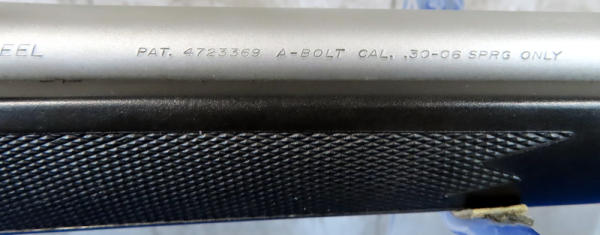 EEL PAT. 4723369 A-BOLT CAL. .30-06 SPRG ONLY